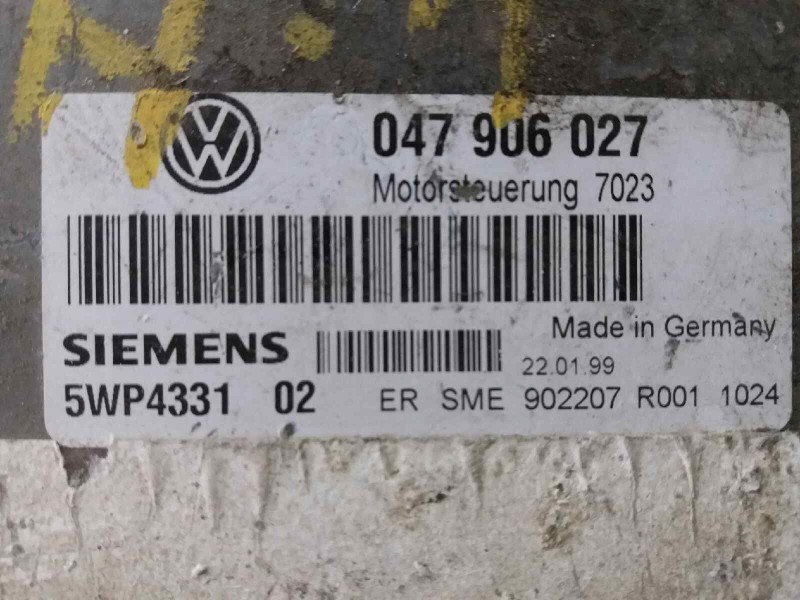 047 906 027
Motorsteuerung 7023
Made in Germany
SIEMENS
22.01.99
5WP4331 02 ER SME 902207 R001 1024